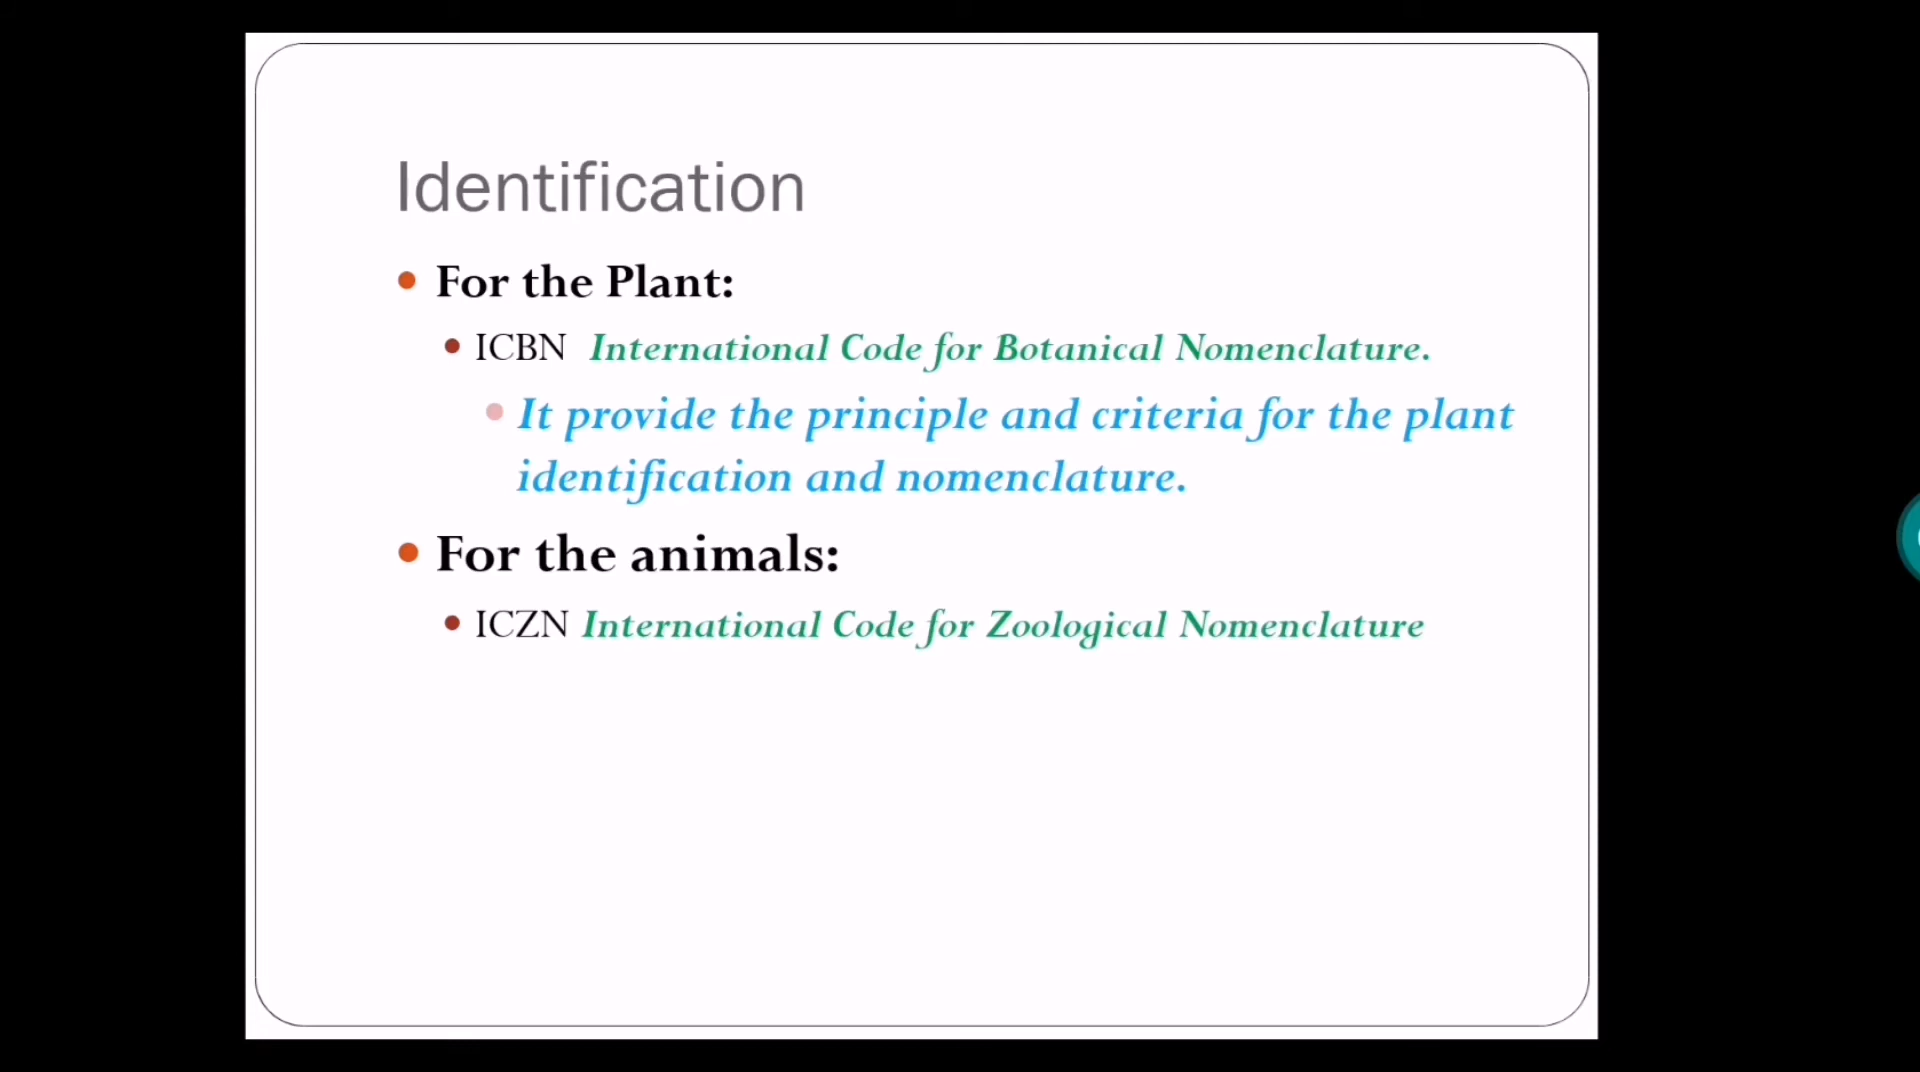 Identification
For the Plant:
ICBN International Code for Botanical Nomenclature.
It provide the principle and criteria for the plant
identification and nomenclature.
For the animals:
ICZN International Code for Zoological Nomenclature